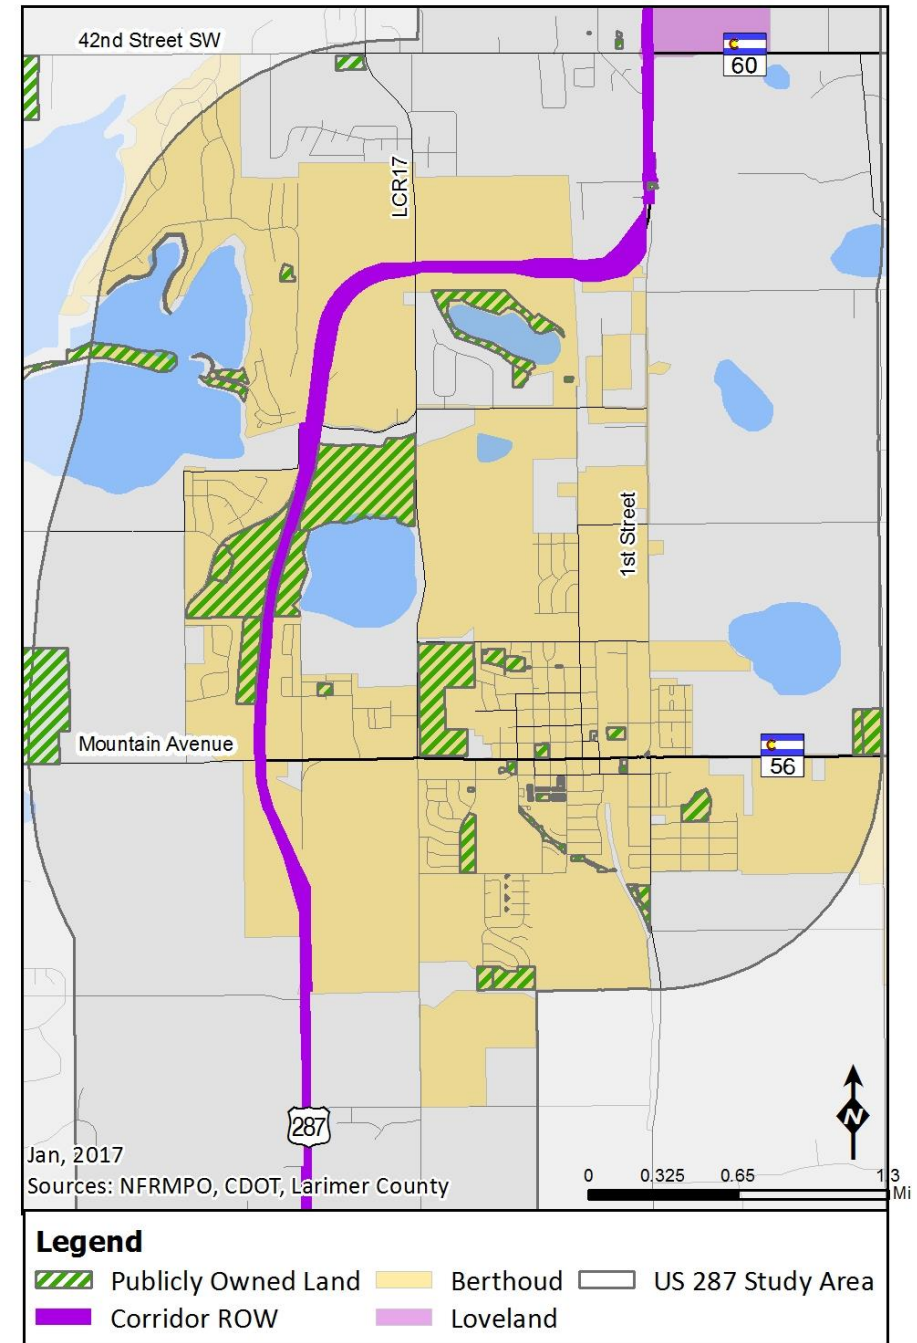 42nd Street SW
C
60
LCR17
1st Street
Mountain Avenue
C
56
287
N
Jan, 2017
Sources: NFRMPO, CDOT, Larimer County
0 0.325 0.65 1.3
Mi
Legend
Publicly Owned Land Berthoud US 287 Study Area
Corridor ROW Loveland